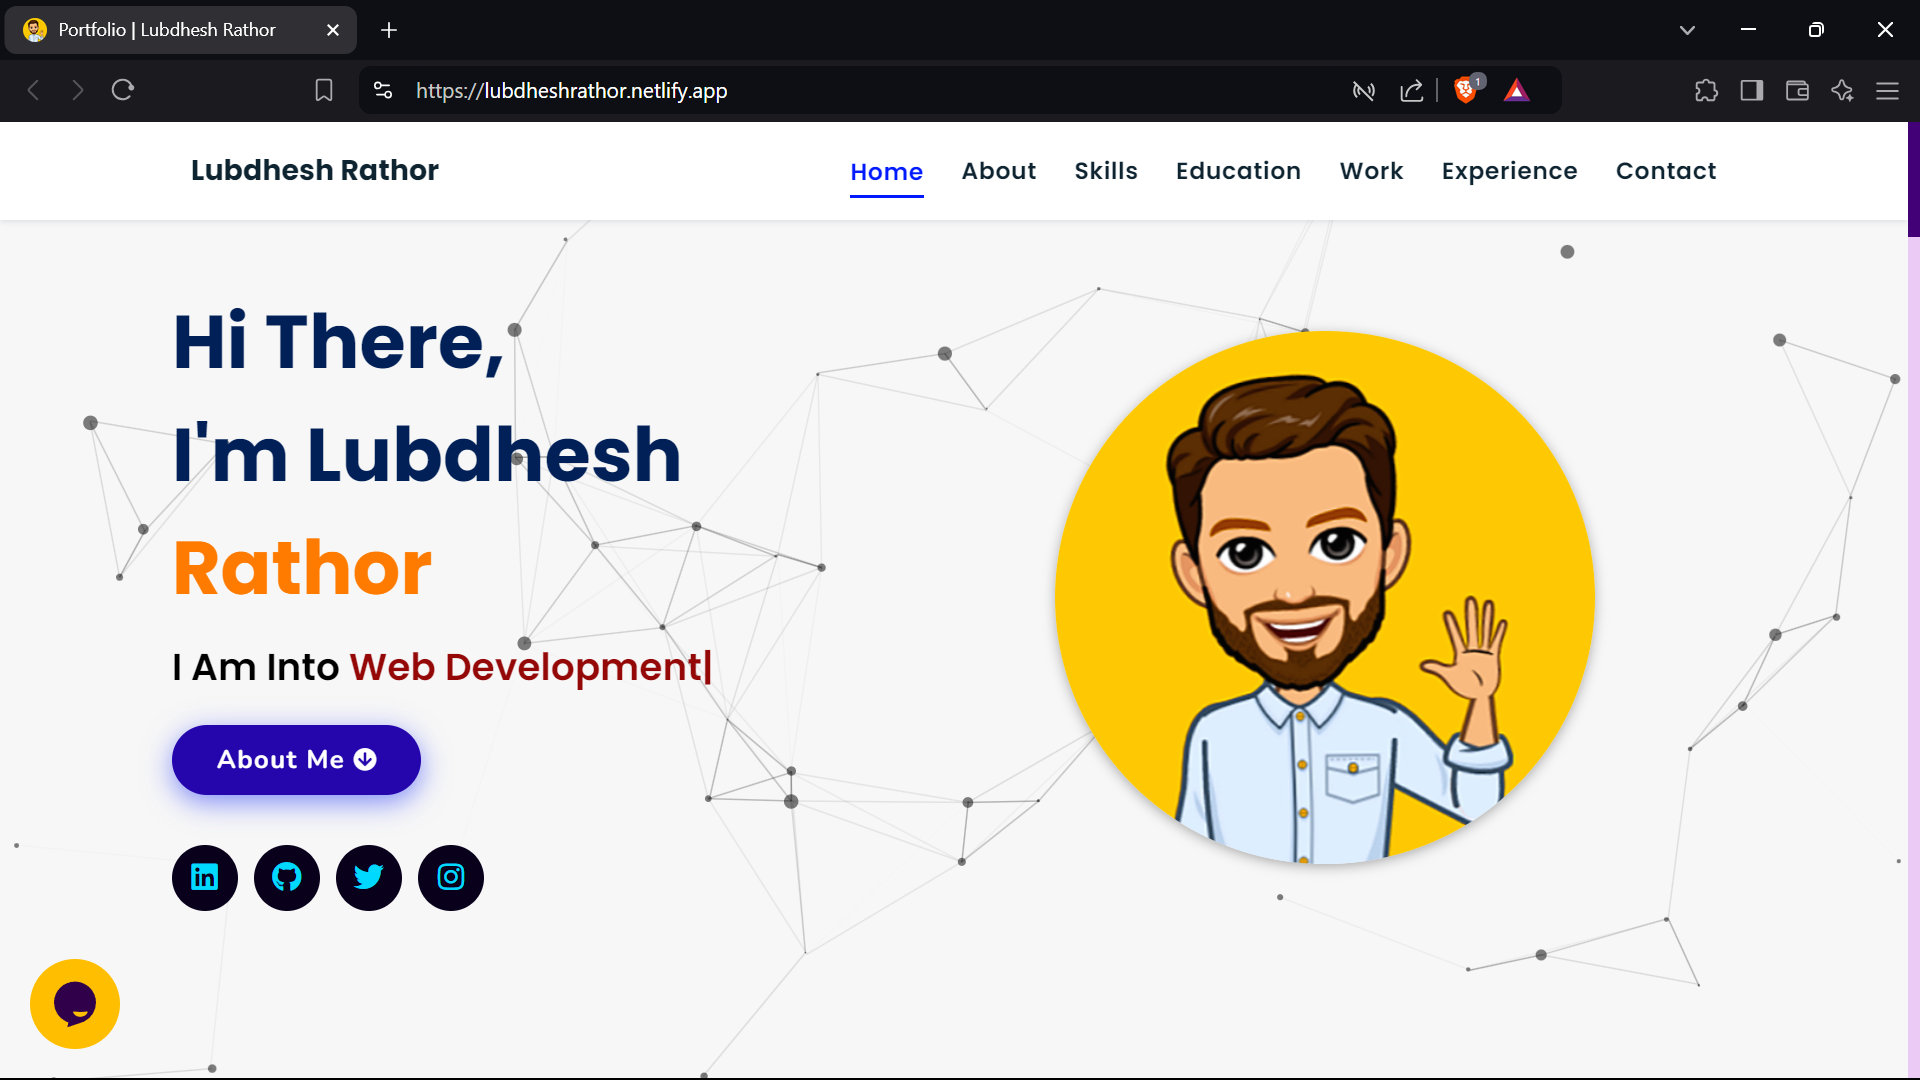 Portfolio | Lubdhesh Rathor
https://lubdheshrathor.netlify.app
1
Lubdhesh Rathor
Home About Skills Education Work Experience Contact
Hi There,
I'm Lubdhesh
Rathor
I Am Into Web Development|
About Me